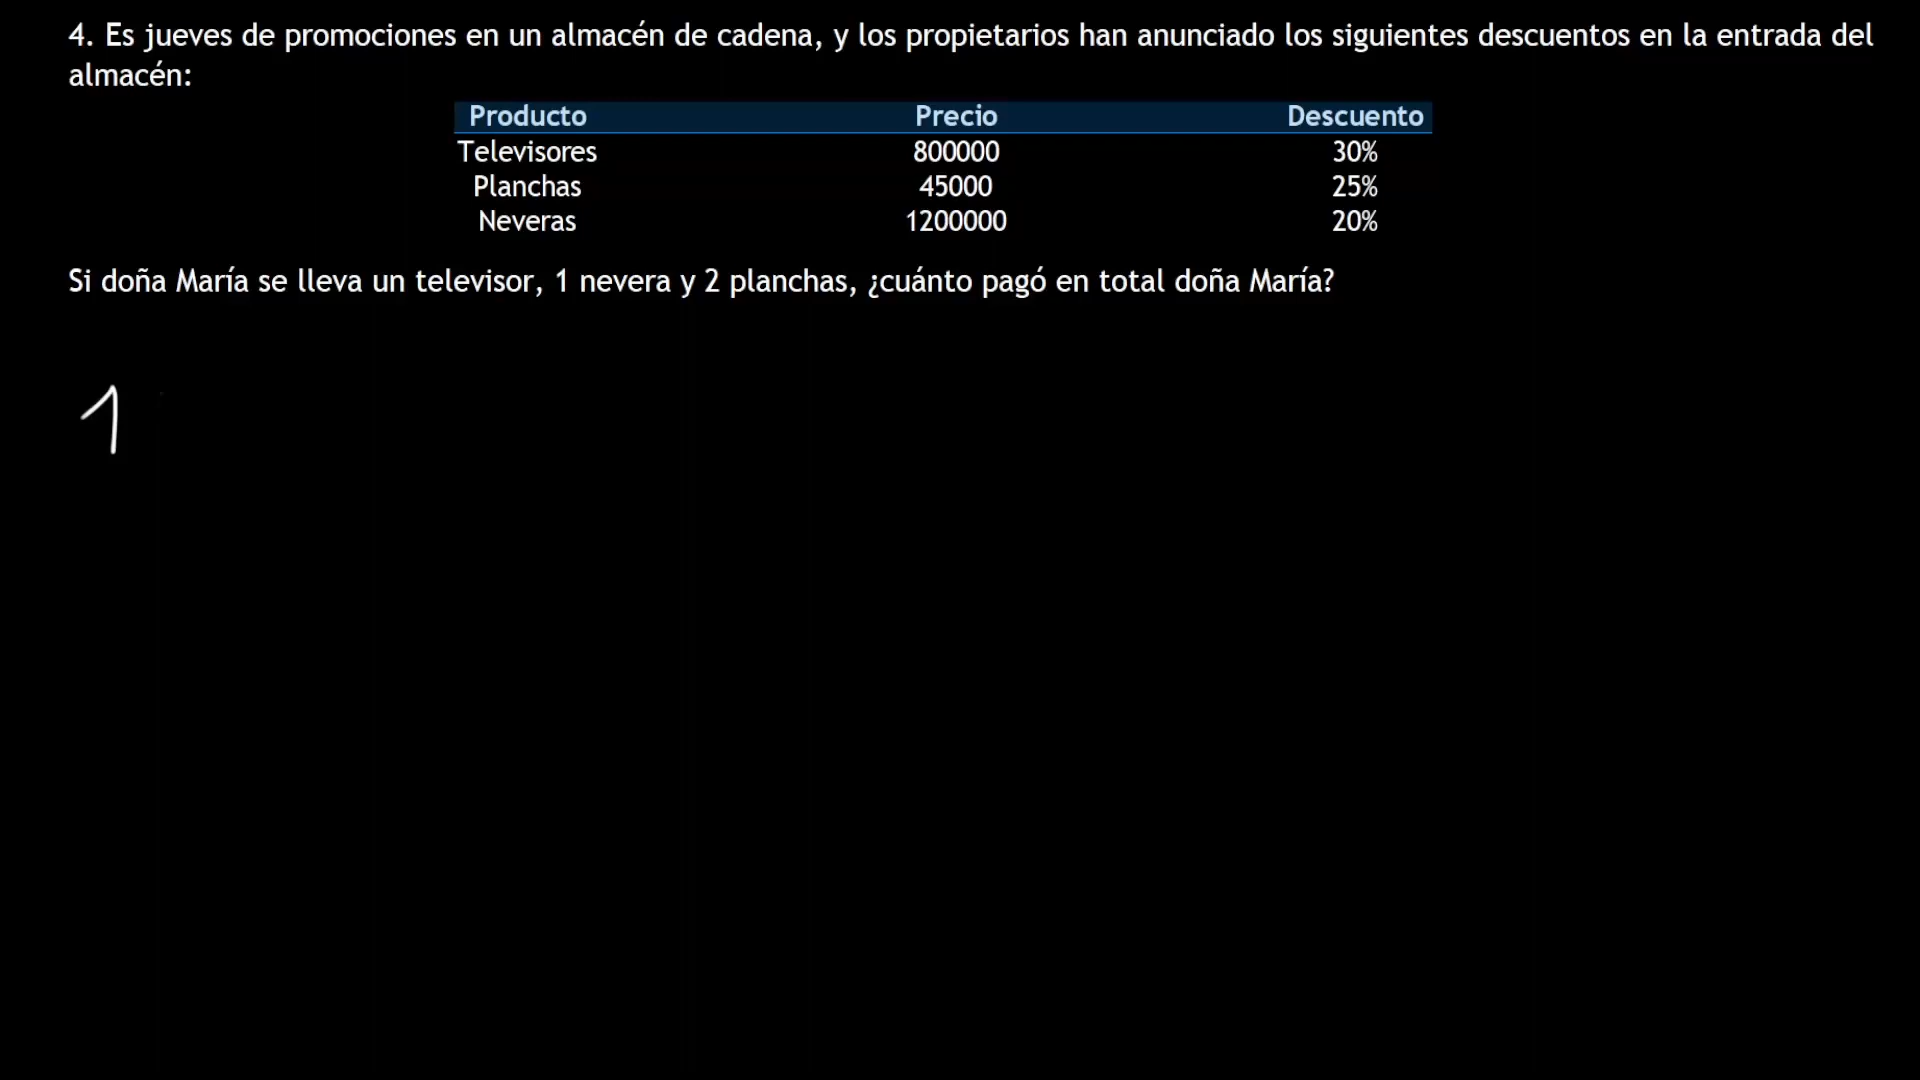 4. Es jueves de promociones en un almacén de cadena, y los propietarios han anunciado los siguientes descuentos en la entrada del
almacén:
Producto Precio Descuento
Televisores 800000 30%
Planchas 45000 25%
Neveras 1200000 20%
Si doña María se lleva un televisor, 1 nevera y 2 planchas, ¿cuánto pagó en total doña María?
1